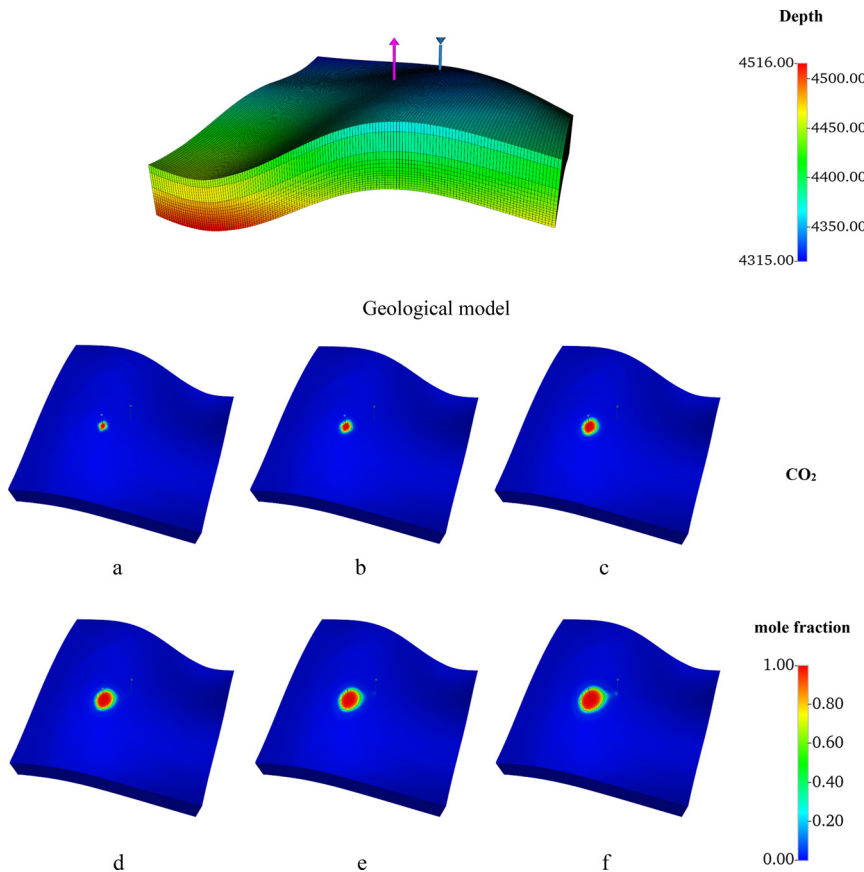 Depth
4516.00
4500.00
4450.00
4400.00
4350.00
4315.00
Geological model
CO₂
a
b
c
mole fraction
1.00
0.80
0.60
0.40
0.20
0.00
d
e
f